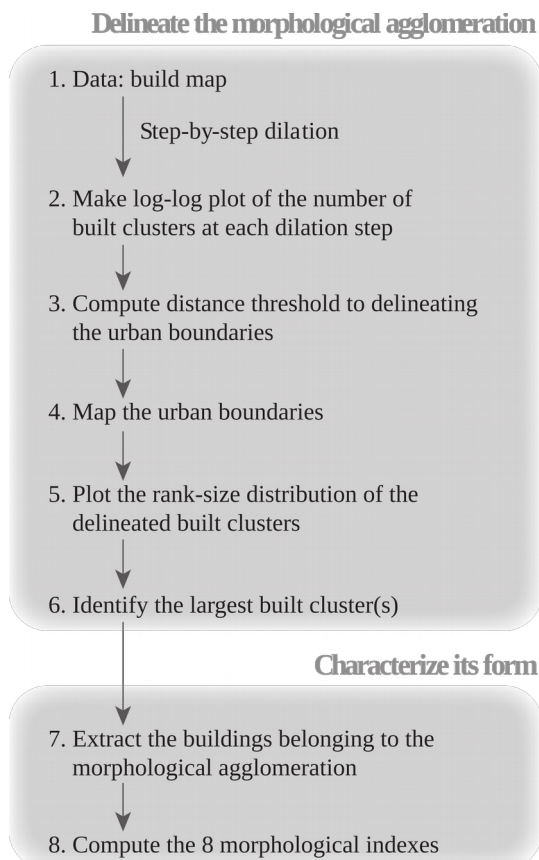 Delineate the morphological agglomeration
1. Data: build map
Step-by-step dilation
2. Make log-log plot of the number of
built clusters at each dilation step
3. Compute distance threshold to delineating
the urban boundaries
4. Map the urban boundaries
5. Plot the rank-size distribution of the
delineated built clusters
6. Identify the largest built cluster(s)
Characterize its form
7. Extract the buildings belonging to the
morphological agglomeration
8. Compute the 8 morphological indexes